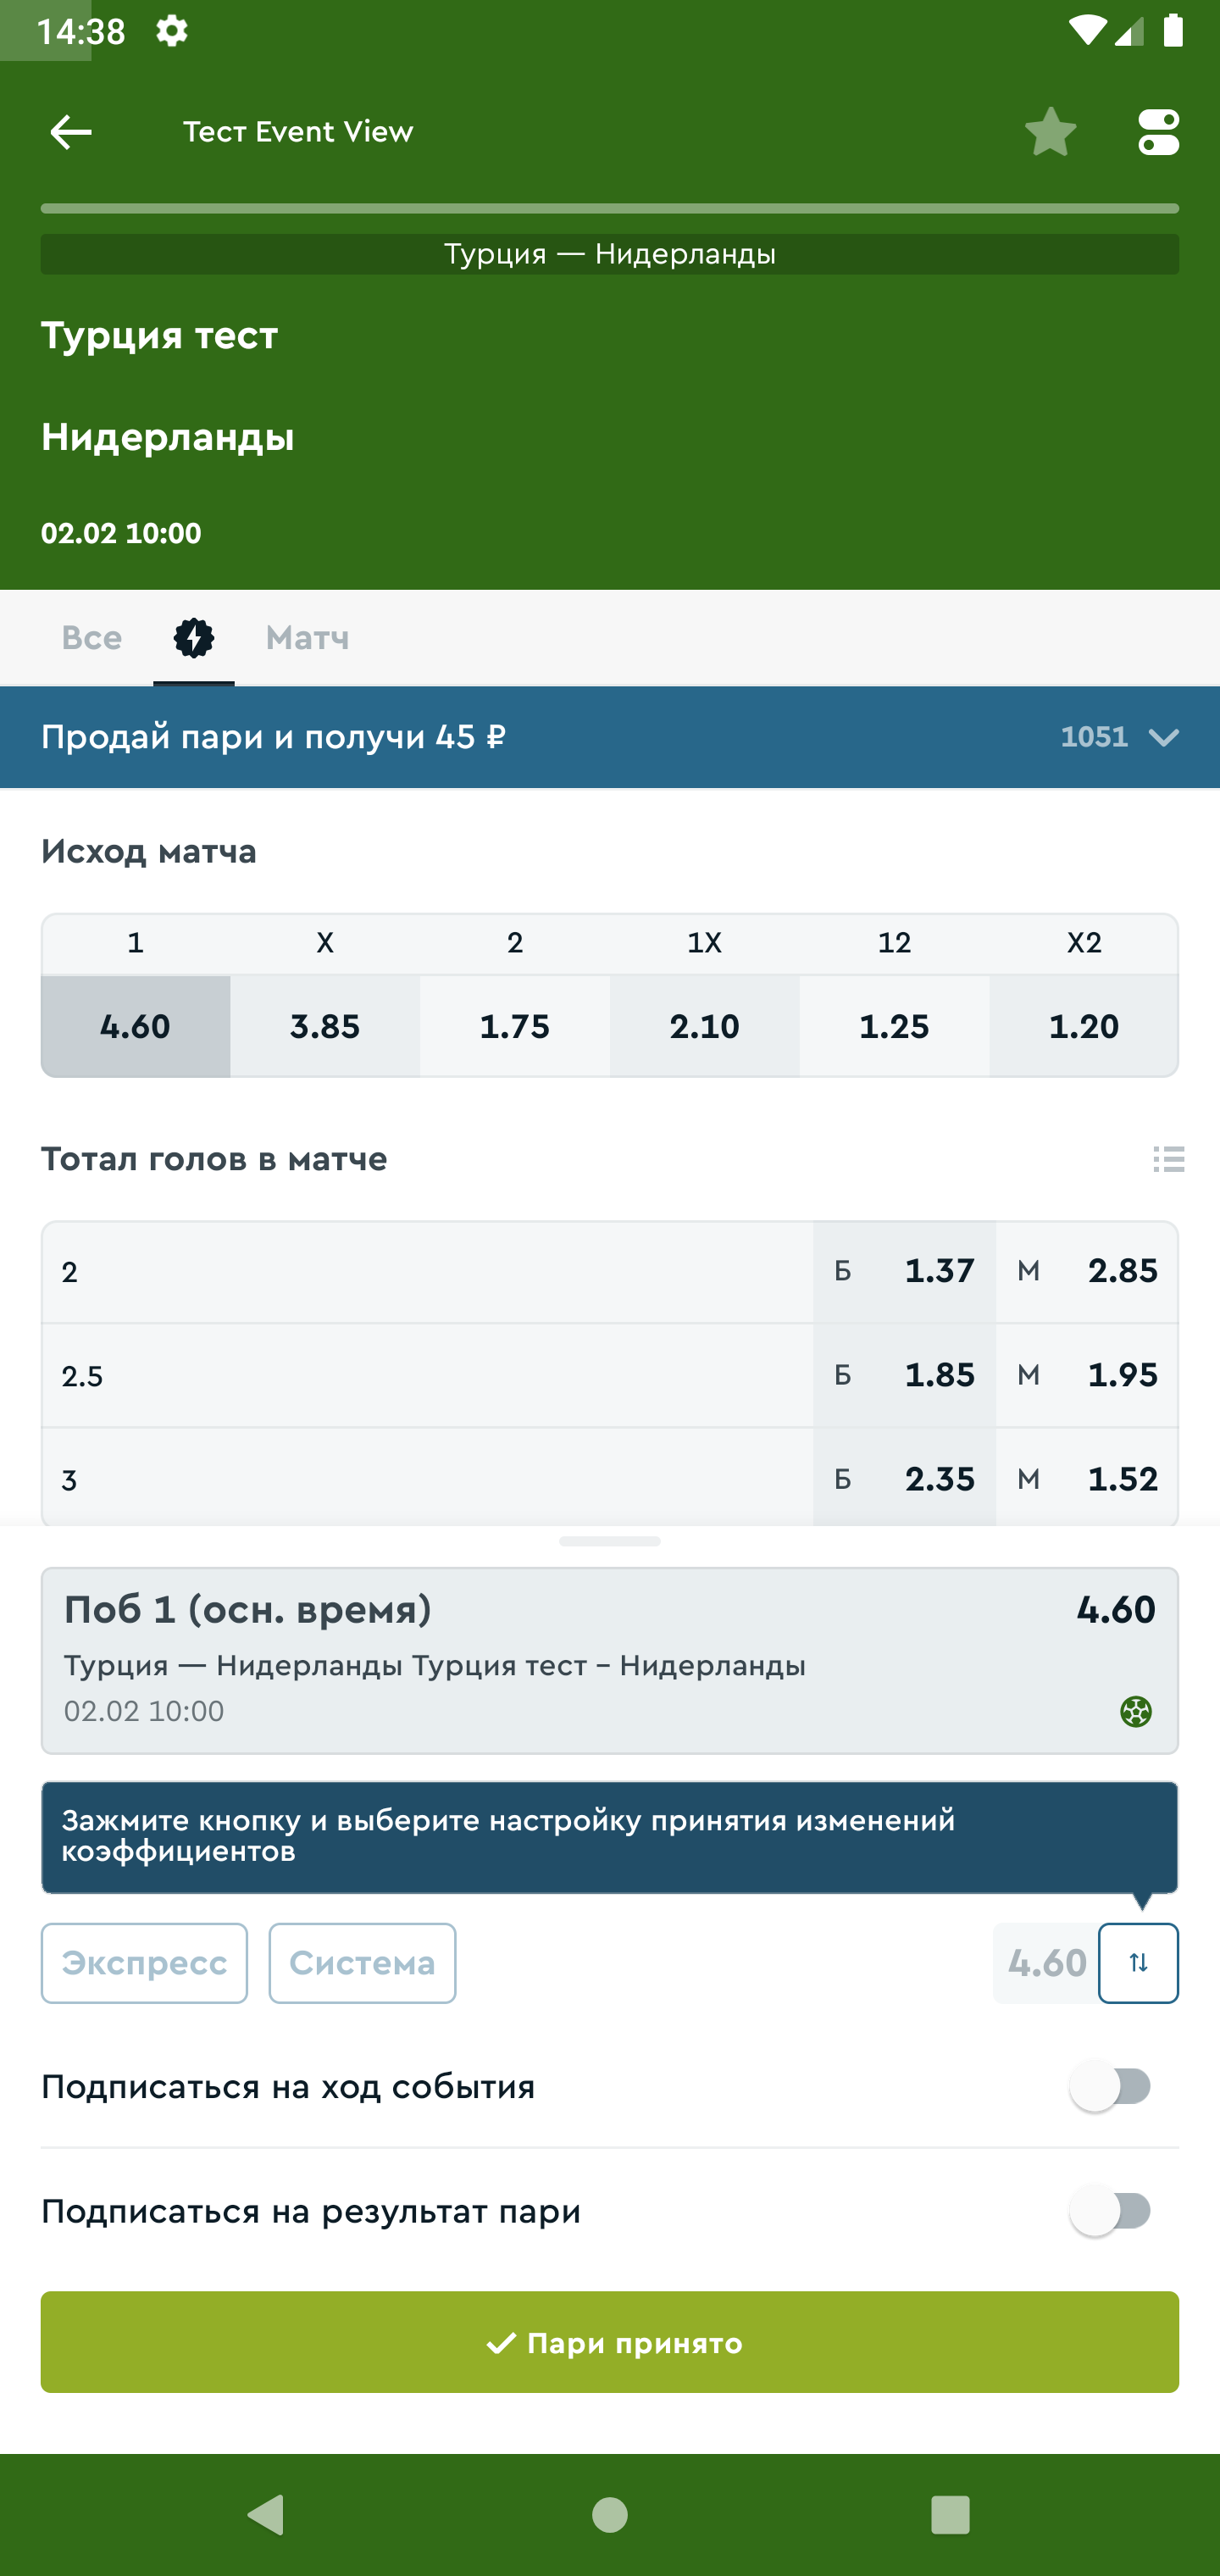 14:38
Тест Event View
Турция — Нидерланды
Турция тест
Нидерланды
02.02 10:00
Все Матч
Продай пари и получи 45 ₽ 1051
Исход матча
1 X 2 1X 12 X2
4.60 3.85 1.75 2.10 1.25 1.20
Тотал голов в матче
2 Б 1.37 М 2.85
2.5 Б 1.85 М 1.95
3 Б 2.35 М 1.52
Поб 1 (осн. время) 4.60
Турция — Нидерланды Турция тест – Нидерланды
02.02 10:00
Зажмите кнопку и выберите настройку принятия изменений
коэффициентов
Экспресс Система 4.60
Подписаться на ход события
Подписаться на результат пари
Пари принято